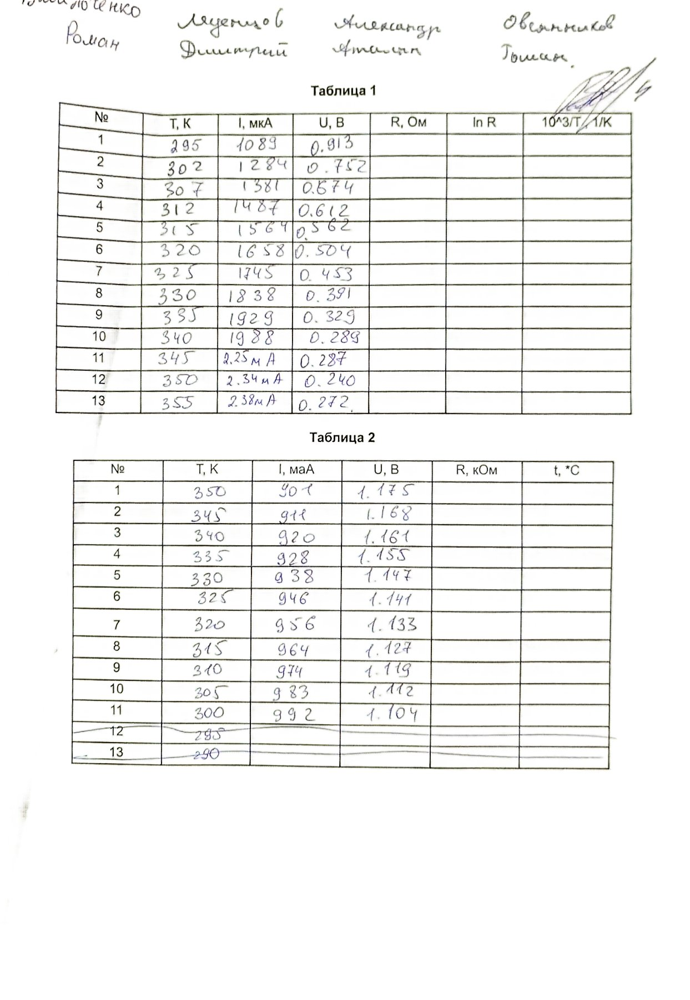 Роман
Леденцов Александр Овсянников
Дмитрий Роман
Таблица 1
№ T, К I, мкА U, В R, Ом ln R 10^3/T, 1/К
1 295 1089 0.913
2 302 1284 0.752
3 307 1381 0.674
4 312 1487 0.612
5 315 1564 0.562
6 320 1658 0.504
7 325 1745 0.453
8 330 1838 0.391
9 335 1929 0.329
10 340 1988 0.289
11 345 2.25мА 0.287
12 350 2.34мА 0.240
13 355 2.38мА 0.272.
Таблица 2
№ T, К I, маА U, В R, кОм t, *C
1 350 901 1.175
2 345 911 1.168
3 340 920 1.161
4 335 928 1.155
5 330 938 1.147
6 325 946 1.141
7 320 956 1.133
8 315 964 1.127
9 310 974 1.119
10 305 983 1.112
11 300 992 1.104
12 295
13 290